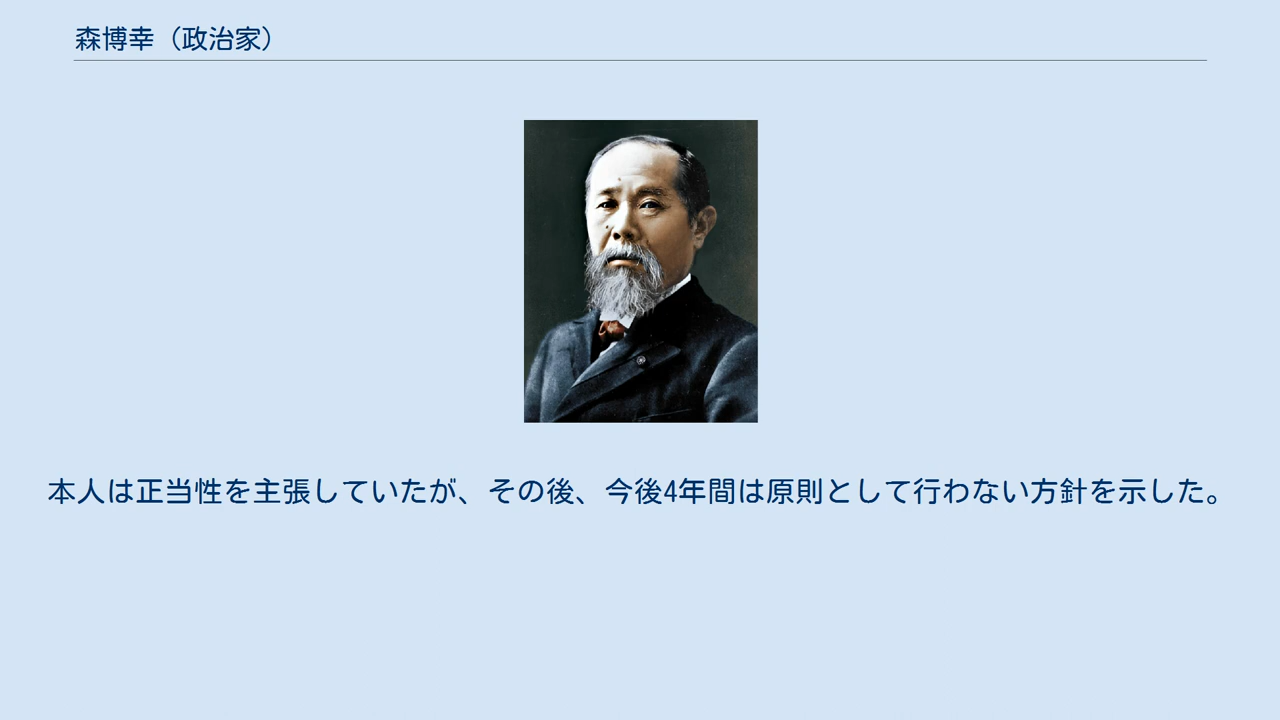 森博幸（政治家）
本人は正当性を主張していたが、その後、今後4年間は原則として行わない方針を示した。